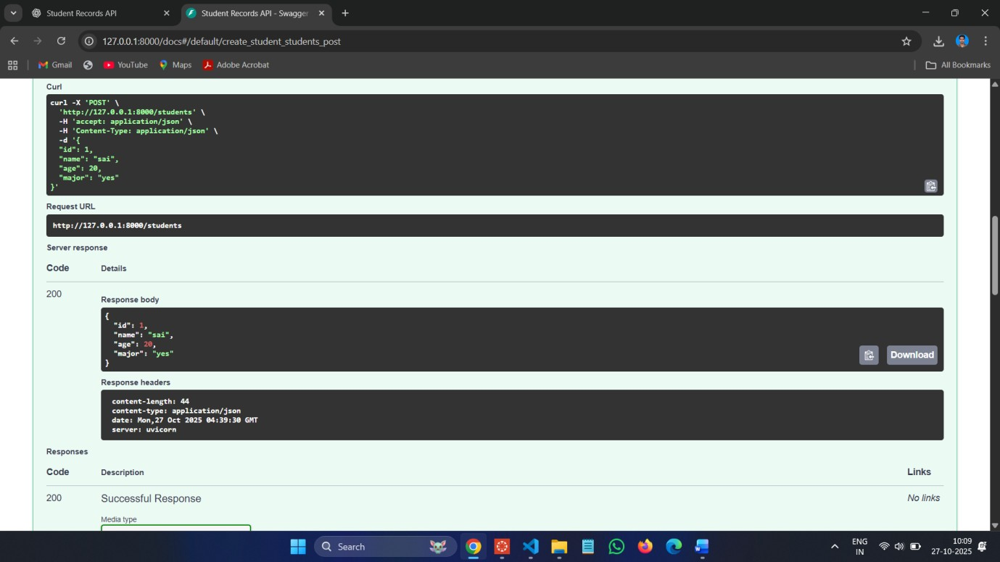 Student Records API
Student Records API - Swagger
127.0.0.1:8000/docs#/default/create_student_students_post
Gmail
YouTube
Maps
Adobe Acrobat
All Bookmarks
Curl
curl -X 'POST' \
'http://127.0.0.1:8000/students' \
-H 'accept: application/json' \
-H 'Content-Type: application/json' \
-d '{
"id": 1,
"name": "sai",
"age": 20,
"major": "yes"
}'
Request URL
http://127.0.0.1:8000/students
Server response
Code Details
200
Response body
{
"id": 1,
"name": "sai",
"age": 20,
"major": "yes"
}
Download
Response headers
content-length: 44
content-type: application/json
date: Mon,27 Oct 2025 04:39:30 GMT
server: uvicorn
Responses
Code Description Links
200 Successful Response No links
Media type
Search
ENG
IN
10:09
27-10-2025